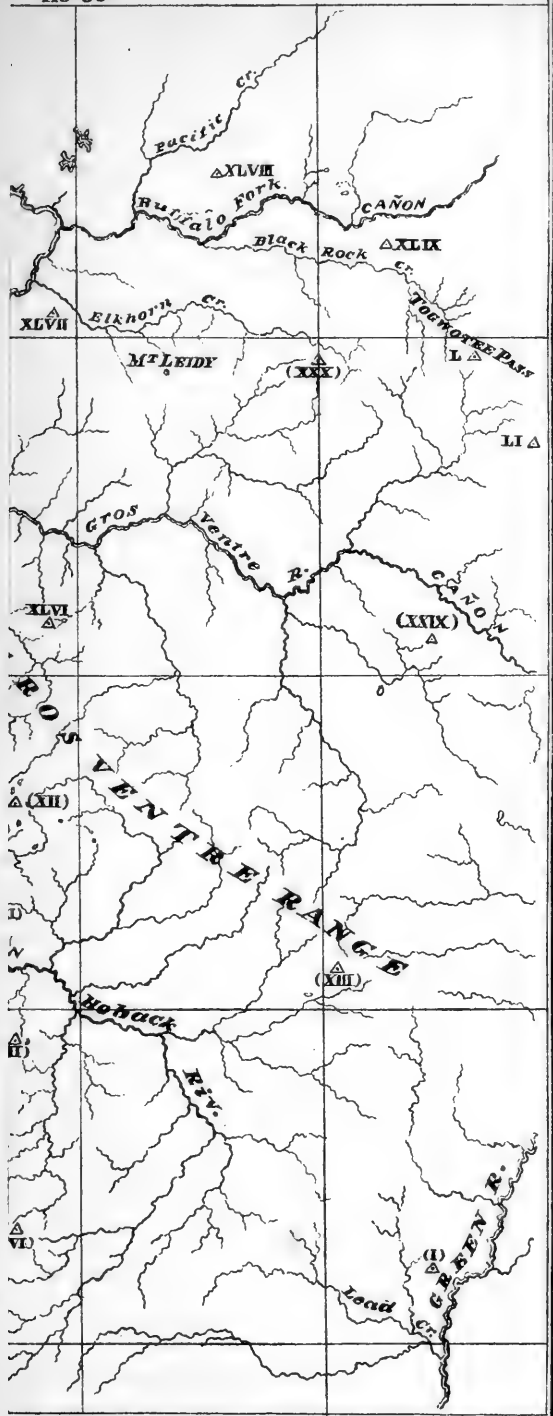 Pacific Cr.
XLVIII
Buffalo Fork.
CAÑON
Black Rock Cr.
XLIX
TOGWOTEE PASS
Elkhorn Cr.
XLVII
MT LEIDY
(XXX)
L
LI
Gros Ventre R.
CAÑON
XLVI
(XXIX)
ROS VENTRE RANGE
(XII)
(XIII)
Hoback Riv.
II)
VI)
(I)
GREEN R.
Lead Cr.